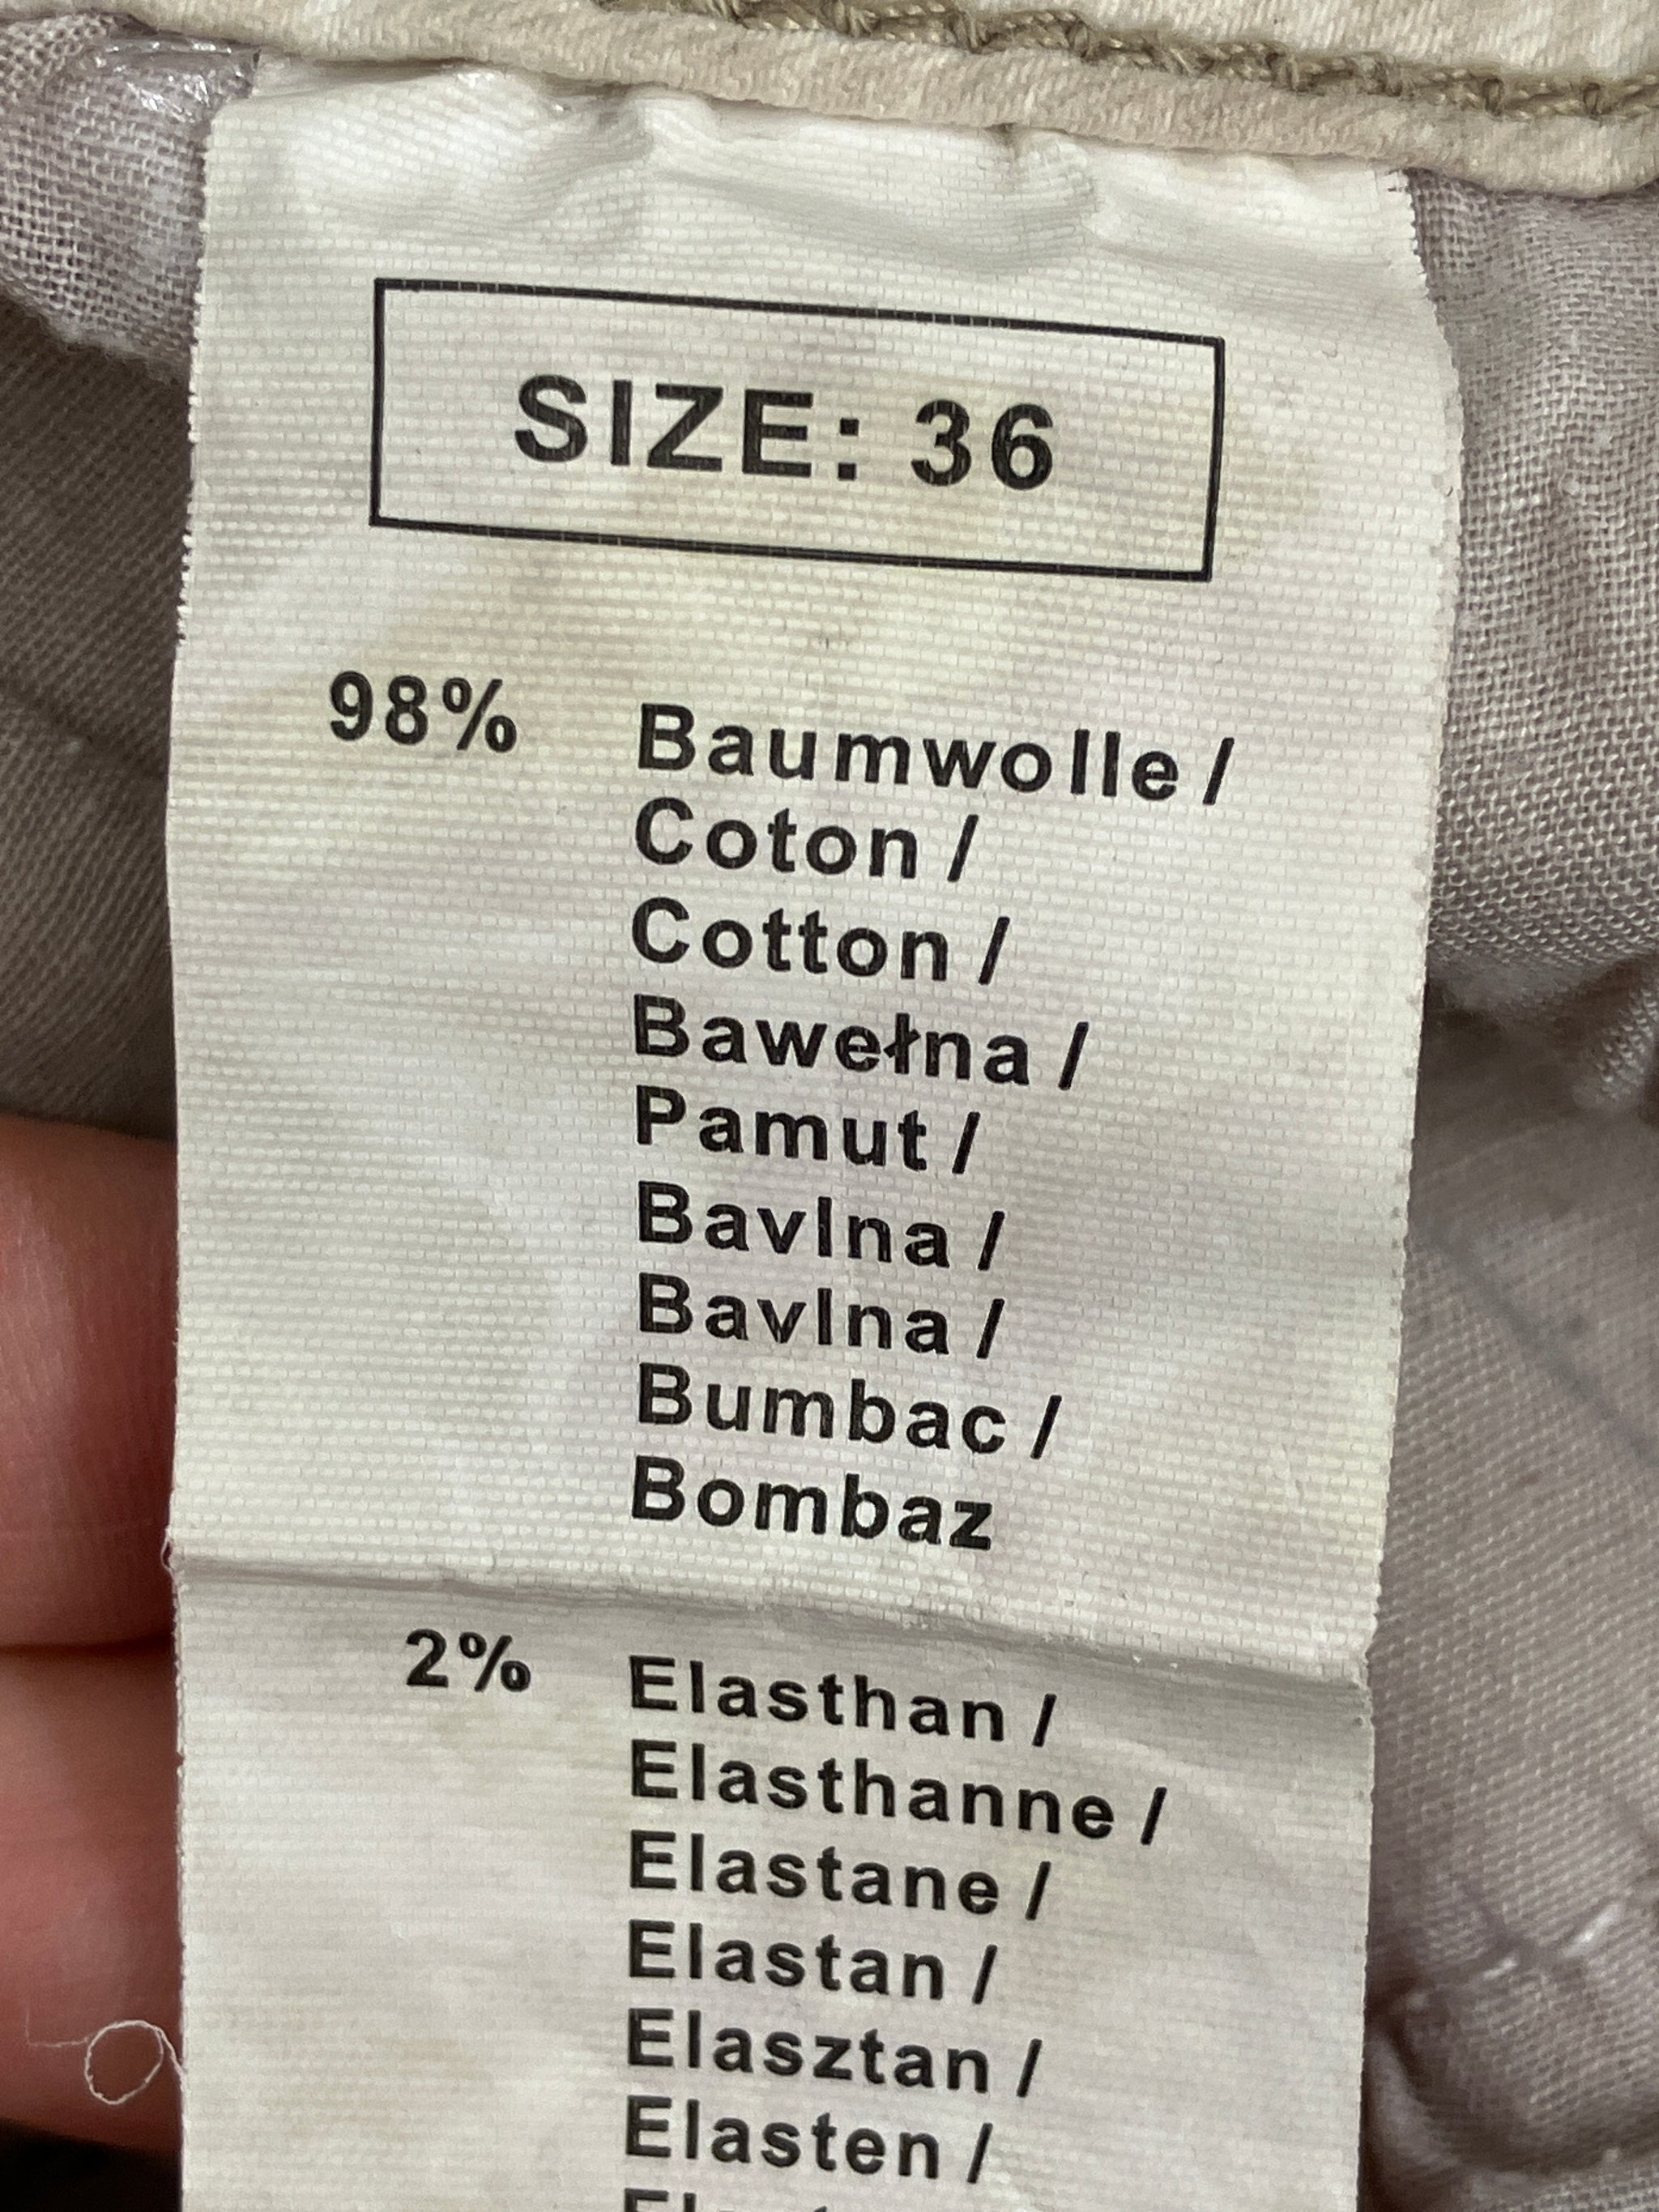 SIZE: 36
98% Baumwolle /
Coton /
Cotton /
Bawełna /
Pamut /
Bavlna /
Bavlna /
Bumbac /
Bombaz
2% Elasthan /
Elasthanne /
Elastane /
Elastan /
Elasztan /
Elasten /